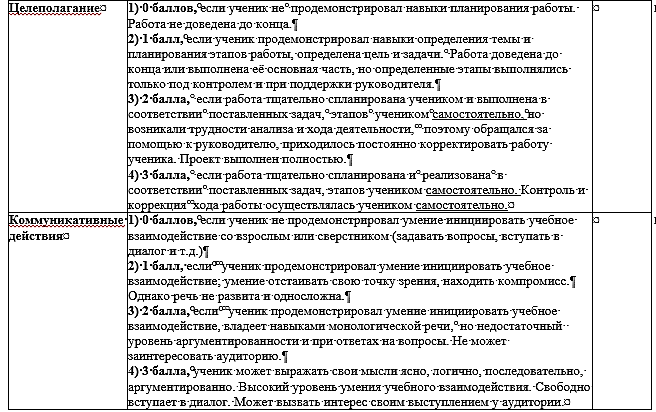 Целеполагание
1) 0 баллов, если ученик не продемонстрировал навыки планирования работы.
Работа не доведена до конца.
2) 1 балл, если ученик продемонстрировал навыки определения темы и
планирования этапов работы, определена цель и задачи. Работа доведена до
конца или выполнена её основная часть, но определенные этапы выполнялись
только под контролем и при поддержки руководителя.
3) 2 балла, если работа тщательно спланирована учеником и выполнена в
соответствии поставленных задач, этапов учеником самостоятельно. но
возникали трудности анализа и хода деятельности, поэтому обращался за
помощью к руководителю, приходилось постоянно корректировать работу
ученика. Проект выполнен полностью.
4) 3 балла, если работа тщательно спланирована и реализована в
соответствии поставленных задач, этапов учеником самостоятельно. Контроль и
коррекция хода работы осуществлялась учеником самостоятельно.
Коммуникативные
действия
1) 0 баллов, если ученик не продемонстрировал умение инициировать учебное
взаимодействие со взрослым или сверстником (задавать вопросы, вступать в
диалог и т.д.)
2) 1 балл, если ученик продемонстрировал умение инициировать учебное
взаимодействие; умение отстаивать свою точку зрения, находить компромисс.
Однако речь не развита и односложна.
3) 2 балла, если ученик продемонстрировал умение инициировать учебное
взаимодействие, владеет навыками монологической речи, но недостаточный
уровень аргументированности и при ответах на вопросы. Не может
заинтересовать аудиторию.
4) 3 балла, ученик может выражать свои мысли ясно, логично, последовательно,
аргументированно. Высокий уровень умения учебного взаимодействия. Свободно
вступает в диалог. Может вызвать интерес своим выступлением у аудитории.